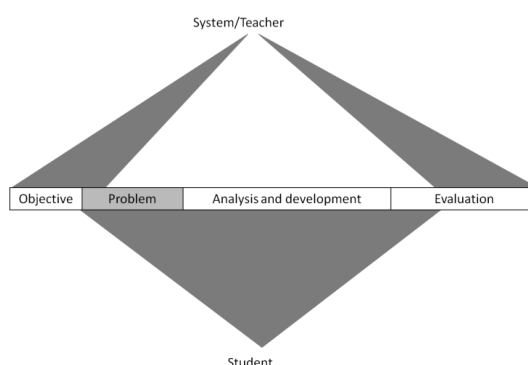 System/Teacher
Objective
Problem
Analysis and development
Evaluation
Student